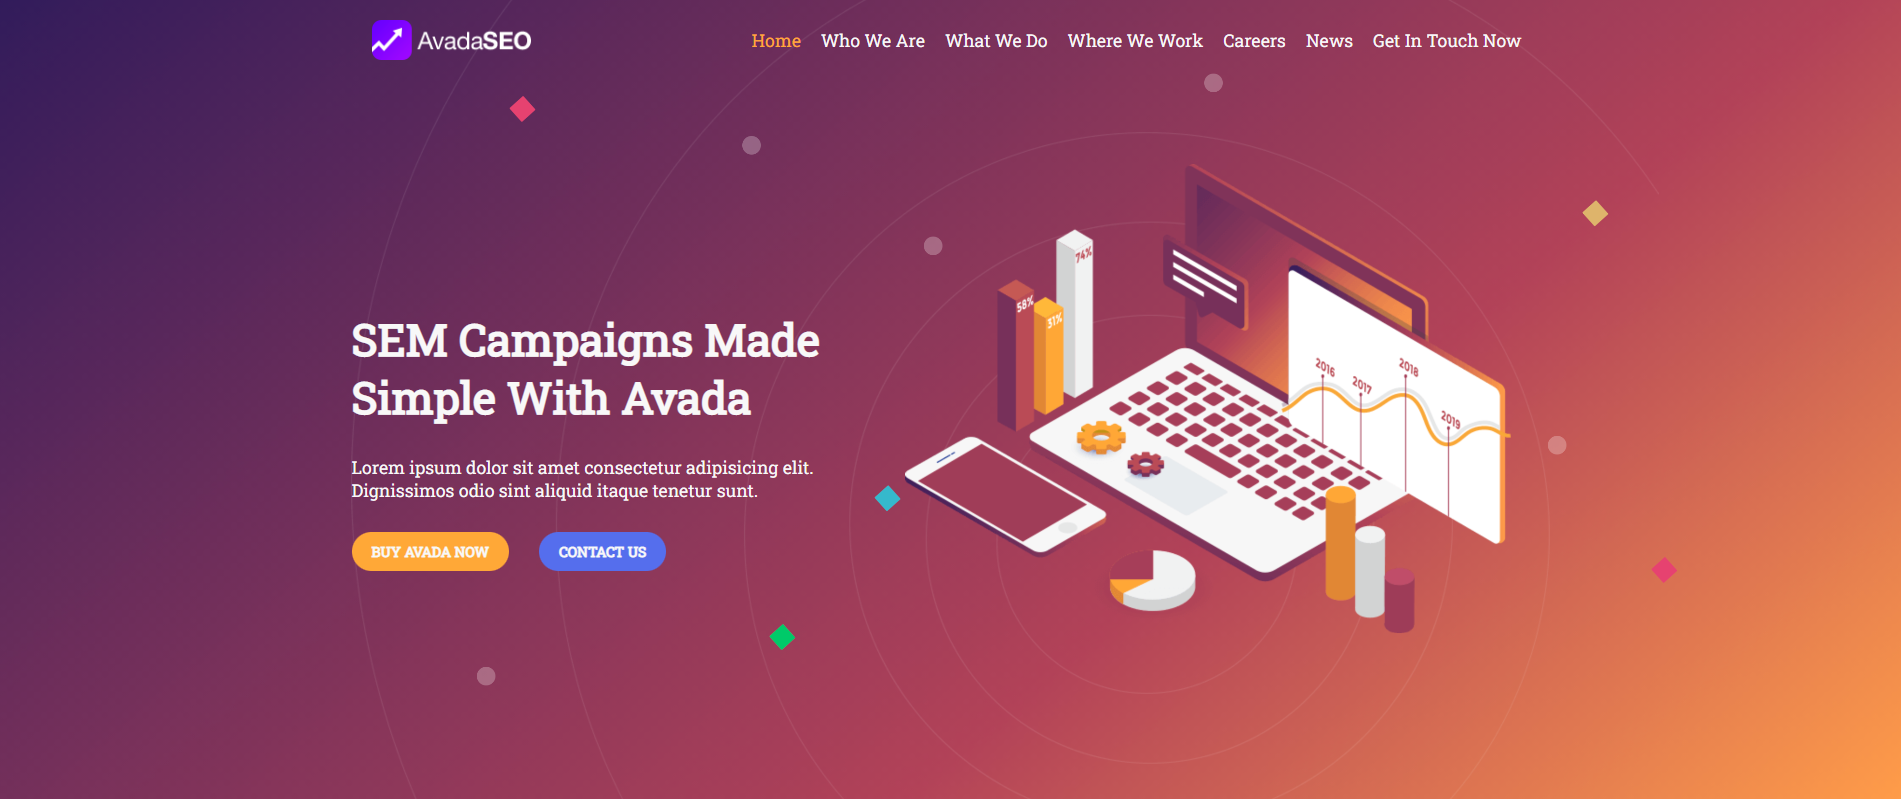 AvadaSEO
Home Who We Are What We Do Where We Work Careers News Get In Touch Now
74%
58%
31%
2016
2017
2018
2019
SEM Campaigns Made
Simple With Avada
Lorem ipsum dolor sit amet consectetur adipisicing elit.
Dignissimos odio sint aliquid itaque tenetur sunt.
BUY AVADA NOW
CONTACT US